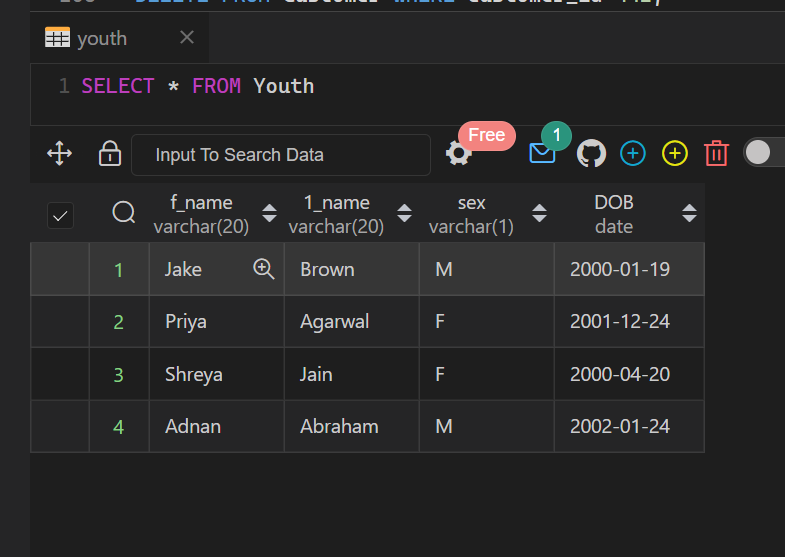 youth
1 SELECT * FROM Youth
Input To Search Data Free 1
f_name 1_name sex DOB
varchar(20) varchar(20) varchar(1) date
1 Jake Brown M 2000-01-19
2 Priya Agarwal F 2001-12-24
3 Shreya Jain F 2000-04-20
4 Adnan Abraham M 2002-01-24